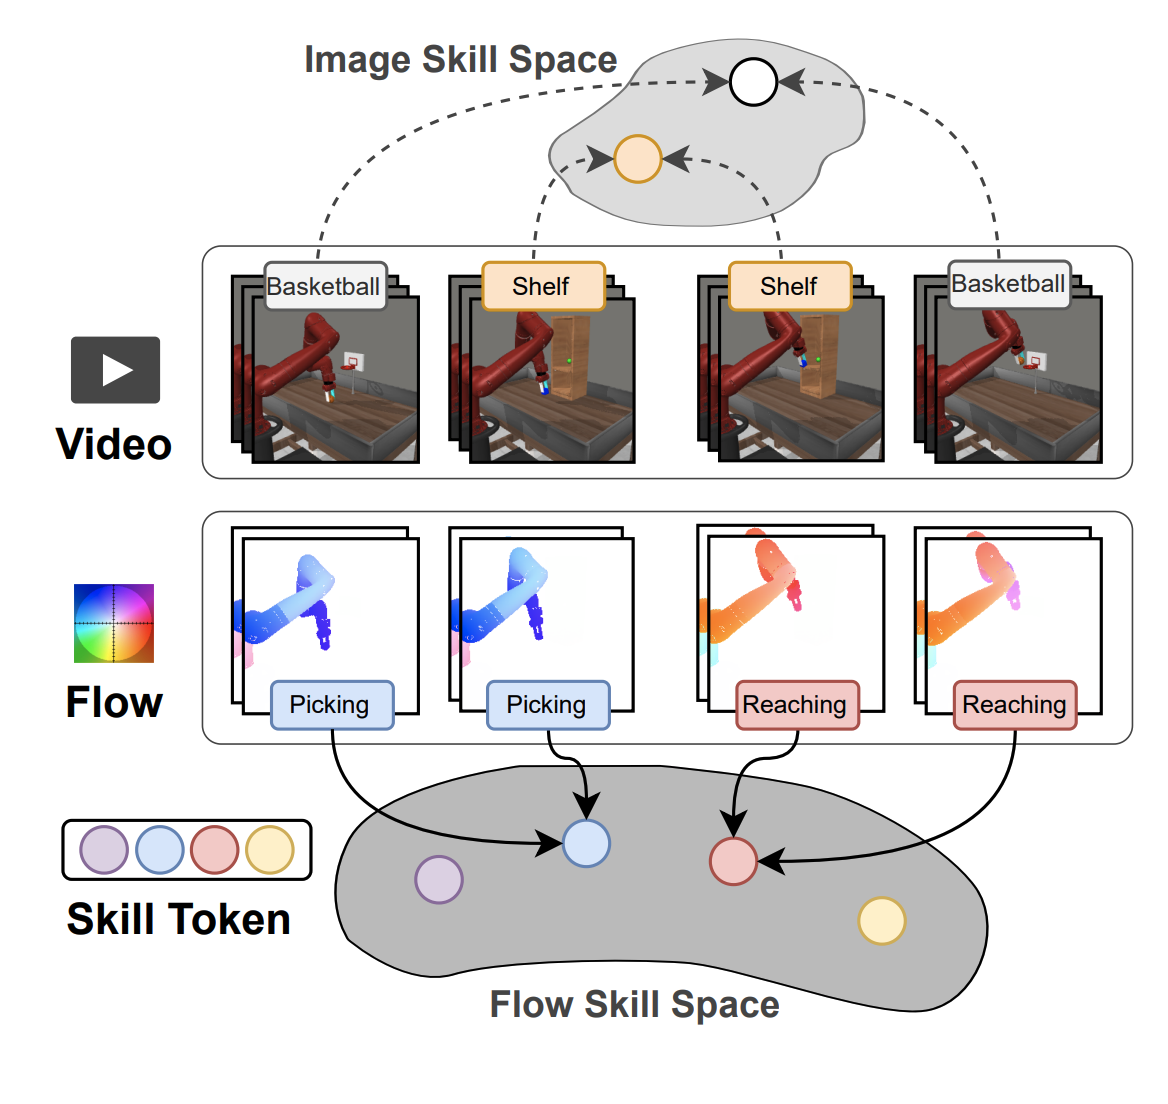 Image Skill Space
Basketball
Shelf
Shelf
Basketball
Video
Flow
Picking
Picking
Reaching
Reaching
Skill Token
Flow Skill Space